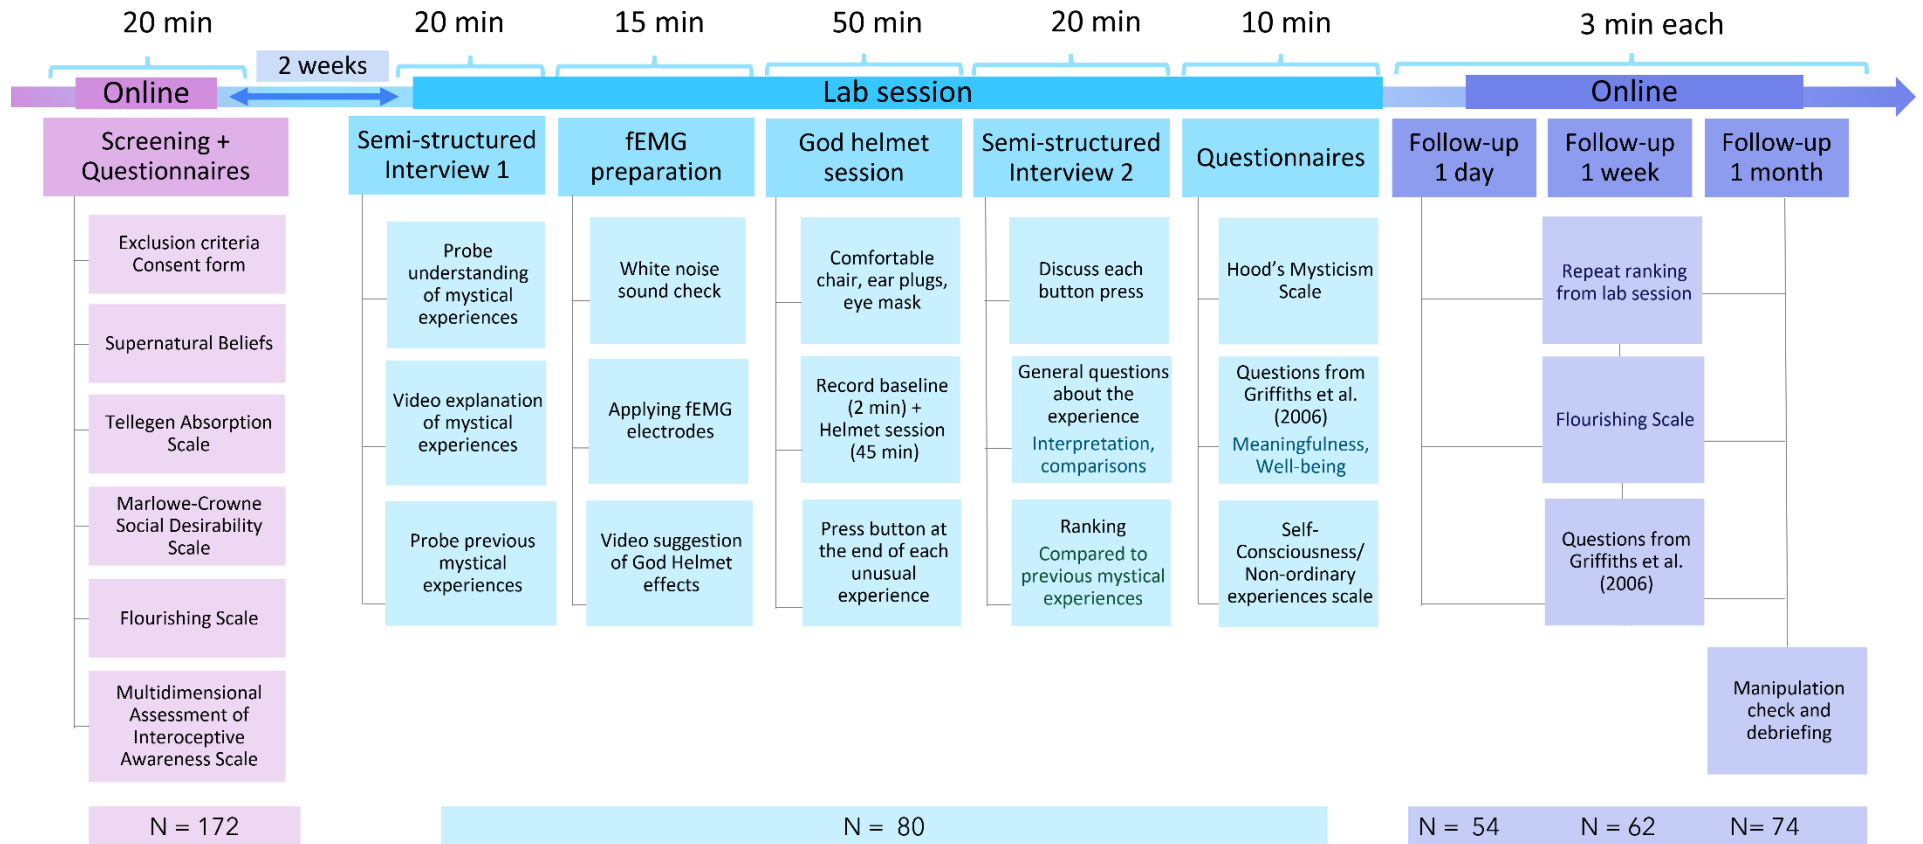 20 min
20 min
15 min
50 min
20 min
10 min
3 min each
2 weeks
Online
Lab session
Online
Screening +
Questionnaires
Exclusion criteria
Consent form
Supernatural Beliefs
Tellegen Absorption
Scale
Marlowe-Crowne
Social Desirability
Scale
Flourishing Scale
Multidimensional
Assessment of
Interoceptive
Awareness Scale
N = 172
Semi-structured
Interview 1
Probe
understanding
of mystical
experiences
Video explanation
of mystical
experiences
Probe previous
mystical
experiences
fEMG
preparation
White noise
sound check
Applying fEMG
electrodes
Video suggestion
of God Helmet
effects
God helmet
session
Comfortable
chair, ear plugs,
eye mask
Record baseline
(2 min) +
Helmet session
(45 min)
Press button at
the end of each
unusual
experience
Semi-structured
Interview 2
Discuss each
button press
General questions
about the
experience
Interpretation,
comparisons
Ranking
Compared to
previous mystical
experiences
Questionnaires
Hood's Mysticism
Scale
Questions from
Griffiths et al.
(2006)
Meaningfulness,
Well-being
Self-
Consciousness/
Non-ordinary
experiences scale
N = 80
Follow-up
1 day
Follow-up
1 week
Follow-up
1 month
Repeat ranking
from lab session
Flourishing Scale
Questions from
Griffiths et al.
(2006)
Manipulation
check and
debriefing
N = 54
N = 62
N= 74